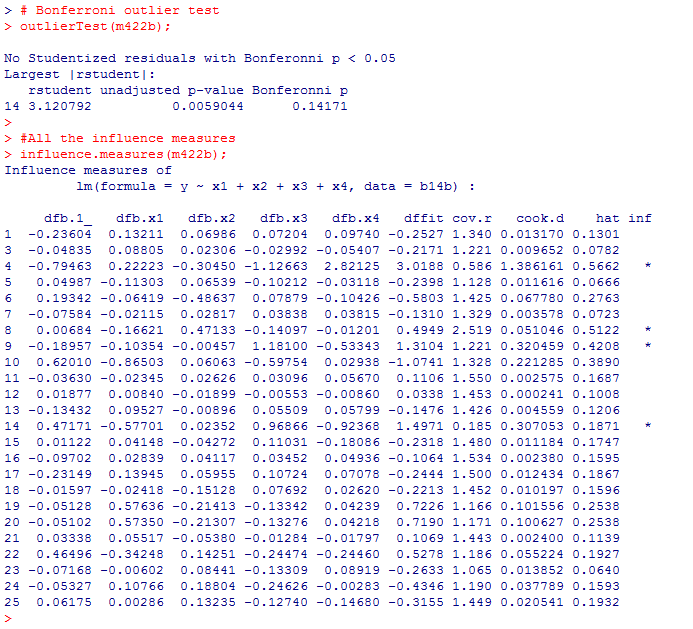 > # Bonferroni outlier test
> outlierTest(m422b);
No Studentized residuals with Bonferonni p < 0.05
Largest |rstudent|:
   rstudent unadjusted p-value Bonferonni p
14 3.120792          0.0059044      0.14171
>
> #All the influence measures
> influence.measures(m422b);
Influence measures of
         lm(formula = y ~ x1 + x2 + x3 + x4, data = b14b) :
     dfb.1_   dfb.x1   dfb.x2   dfb.x3   dfb.x4   dffit cov.r   cook.d    hat inf
1  -0.23604  0.13211  0.06986  0.07204  0.09740 -0.2527 1.340 0.013170 0.1301
3  -0.04835  0.08805  0.02306 -0.02992 -0.05407 -0.2171 1.221 0.009652 0.0782
4  -0.79463  0.22223 -0.30450 -1.12663  2.82125  3.0188 0.586 1.386161 0.5662   *
5   0.04987 -0.11303  0.06539 -0.10212 -0.03118 -0.2398 1.128 0.011616 0.0666
6   0.19342 -0.06419 -0.48637  0.07879 -0.10426 -0.5803 1.425 0.067780 0.2763
7  -0.07584 -0.02115  0.02817  0.03838  0.03815 -0.1310 1.329 0.003578 0.0723
8   0.00684 -0.16621  0.47133 -0.14097 -0.01201  0.4949 2.519 0.051046 0.5122   *
9  -0.18957 -0.10354 -0.00457  1.18100 -0.53343  1.3104 1.221 0.320459 0.4208   *
10  0.62010 -0.86503  0.06063 -0.59754  0.02938 -1.0741 1.328 0.221285 0.3890
11 -0.03630 -0.02345  0.02626  0.03096  0.05670  0.1106 1.550 0.002575 0.1687
12  0.01877  0.00840 -0.01899 -0.00553 -0.00860  0.0338 1.453 0.000241 0.1008
13 -0.13432  0.09527 -0.00896  0.05509  0.05799 -0.1476 1.426 0.004559 0.1206
14  0.47171 -0.57701  0.02352  0.96866 -0.92368  1.4971 0.185 0.307053 0.1871   *
15  0.01122  0.04148 -0.04272  0.11031 -0.18086 -0.2318 1.480 0.011184 0.1747
16 -0.09702  0.02839  0.04117  0.03452  0.04936 -0.1064 1.534 0.002380 0.1595
17 -0.23149  0.13945  0.05955  0.10724  0.07078 -0.2444 1.500 0.012434 0.1867
18 -0.01597 -0.02418 -0.15128  0.07692  0.02620 -0.2213 1.452 0.010197 0.1596
19 -0.05128  0.57636 -0.21413 -0.13342  0.04239  0.7226 1.166 0.101556 0.2538
20 -0.05102  0.57350 -0.21307 -0.13276  0.04218  0.7190 1.171 0.100627 0.2538
21  0.03338  0.05517 -0.05380 -0.01284 -0.01797  0.1069 1.443 0.002400 0.1139
22  0.46496 -0.34248  0.14251 -0.24474 -0.24460  0.5278 1.186 0.055224 0.1927
23 -0.07168 -0.00602  0.08441 -0.13309  0.08919 -0.2633 1.065 0.013852 0.0640
24 -0.05327  0.10766  0.18804 -0.24626 -0.00283 -0.4346 1.190 0.037789 0.1593
25  0.06175  0.00286  0.13235 -0.12740 -0.14680 -0.3155 1.449 0.020541 0.1932
>